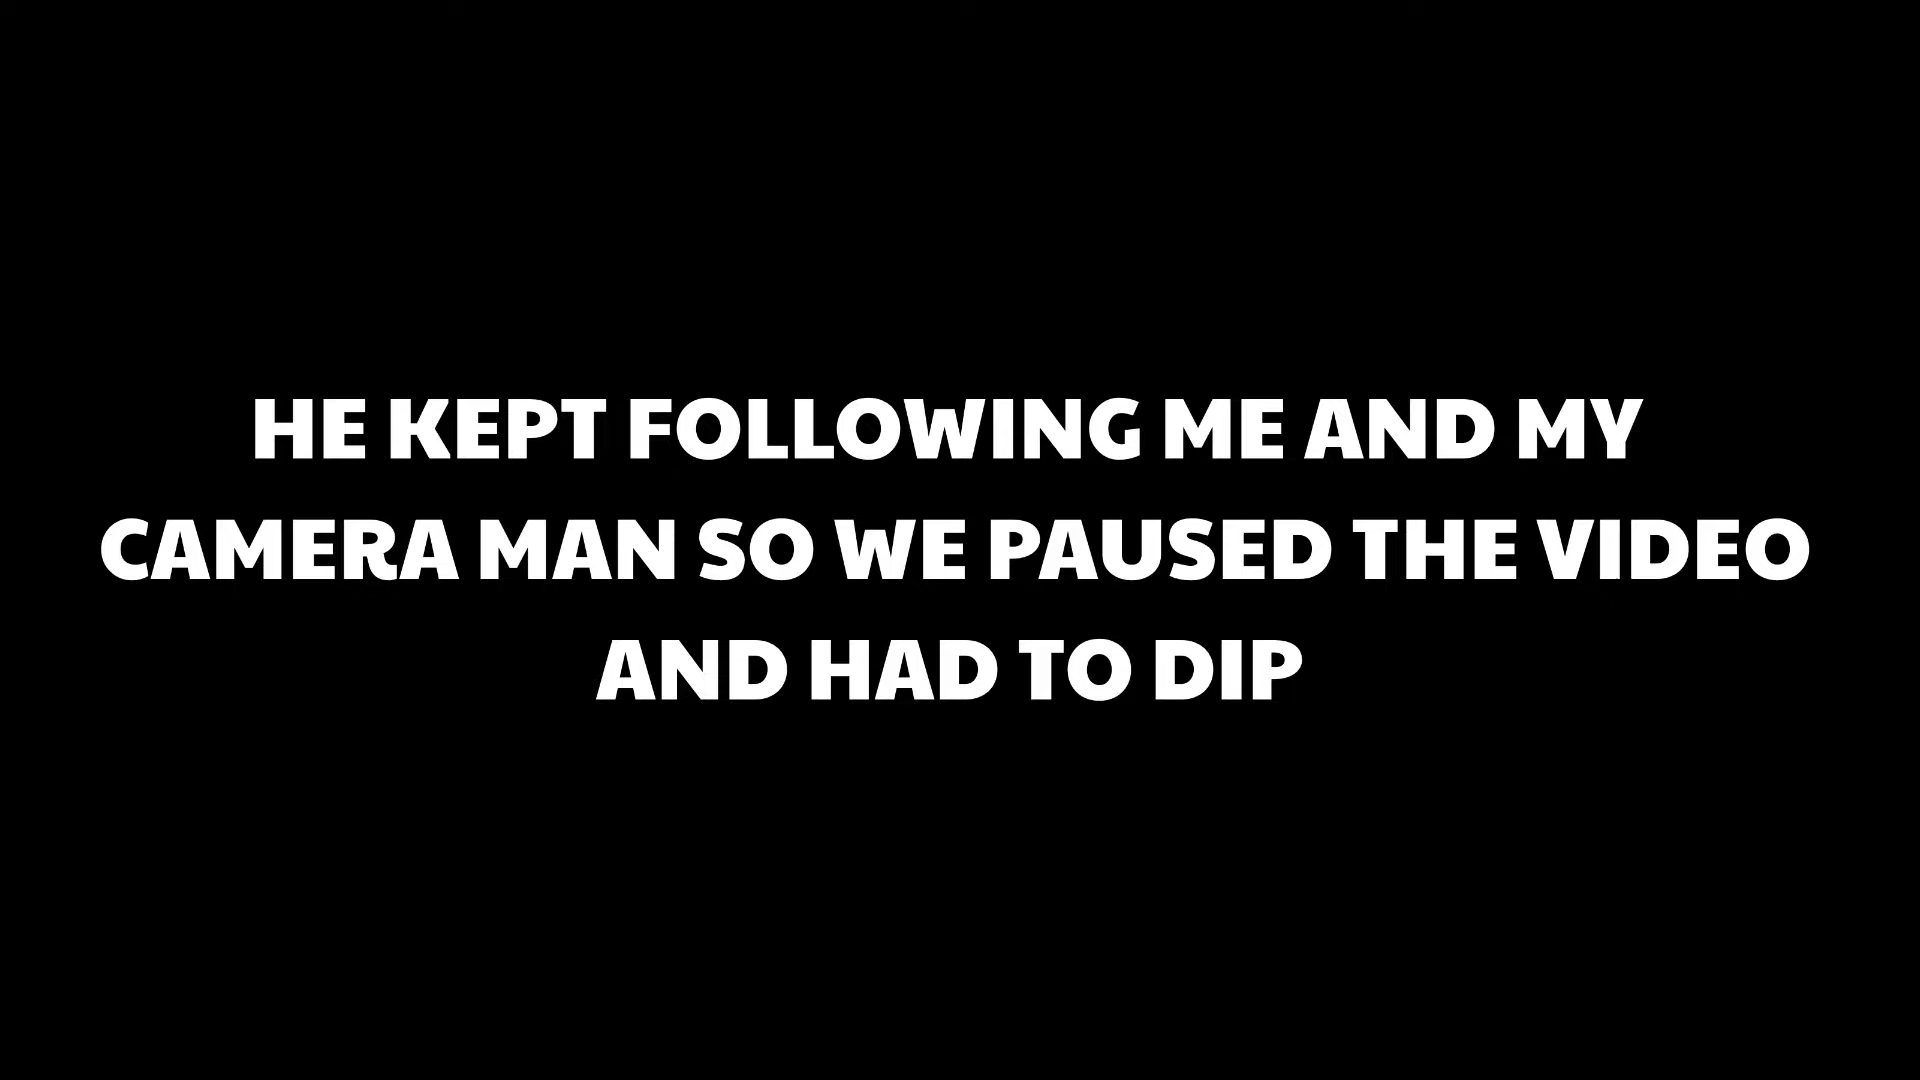 HE KEPT FOLLOWING ME AND MY
CAMERA MAN SO WE PAUSED THE VIDEO
AND HAD TO DIP